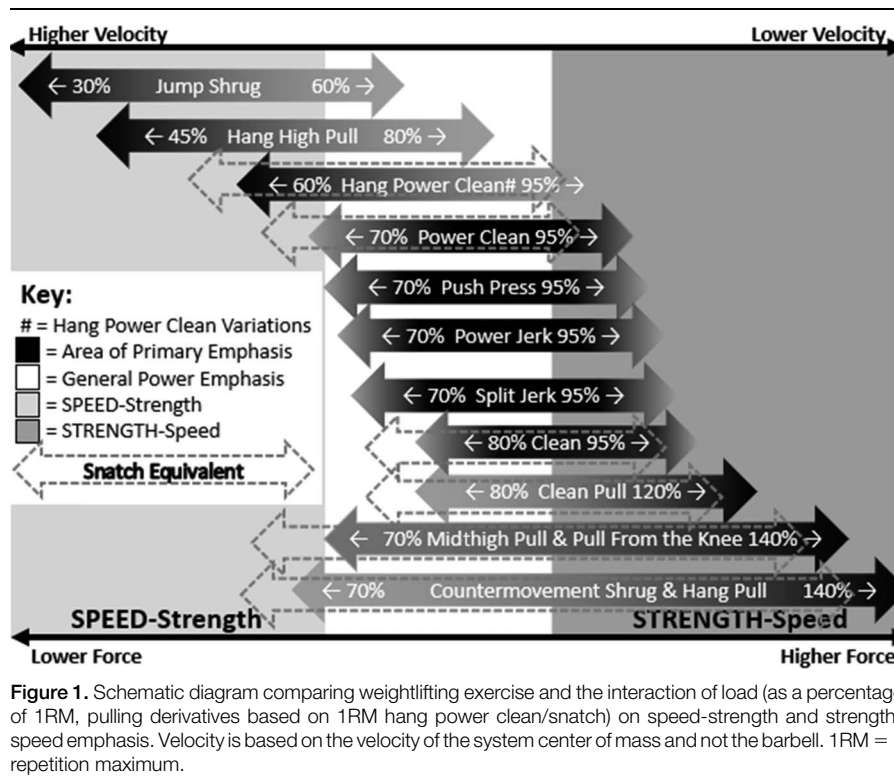 Higher Velocity Lower Velocity
← 30% Jump Shrug 60% →
← 45% Hang High Pull 80% →
← 60% Hang Power Clean# 95% →
← 70% Power Clean 95% →
Key:
← 70% Push Press 95% →
# = Hang Power Clean Variations
= Area of Primary Emphasis
← 70% Power Jerk 95% →
= General Power Emphasis
= SPEED-Strength
← 70% Split Jerk 95% →
= STRENGTH-Speed
← 80% Clean 95% →
Snatch Equivalent
← 80% Clean Pull 120% →
← 70% Midthigh Pull & Pull From the Knee 140% →
← 70% Countermovement Shrug & Hang Pull 140% →
SPEED-Strength STRENGTH-Speed
Lower Force Higher Force
Figure 1. Schematic diagram comparing weightlifting exercise and the interaction of load (as a percentage
of 1RM, pulling derivatives based on 1RM hang power clean/snatch) on speed-strength and strength
speed emphasis. Velocity is based on the velocity of the system center of mass and not the barbell. 1RM =
repetition maximum.